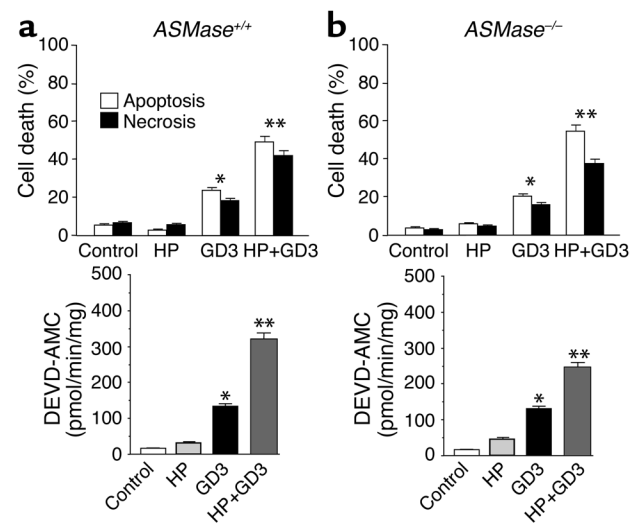 a
ASMase+/+
100
80
60
40
20
0
Cell death (%)
Apoptosis
Necrosis
*
**
Control HP GD3 HP+GD3
500
400
300
200
100
0
DEVD-AMC
(pmol/min/mg)
*
**
Control
HP
GD3
HP+GD3
b
ASMase–/–
100
80
60
40
20
0
Cell death (%)
*
**
Control HP GD3 HP+GD3
500
400
300
200
100
0
DEVD-AMC
(pmol/min/mg)
*
**
Control
HP
GD3
HP+GD3